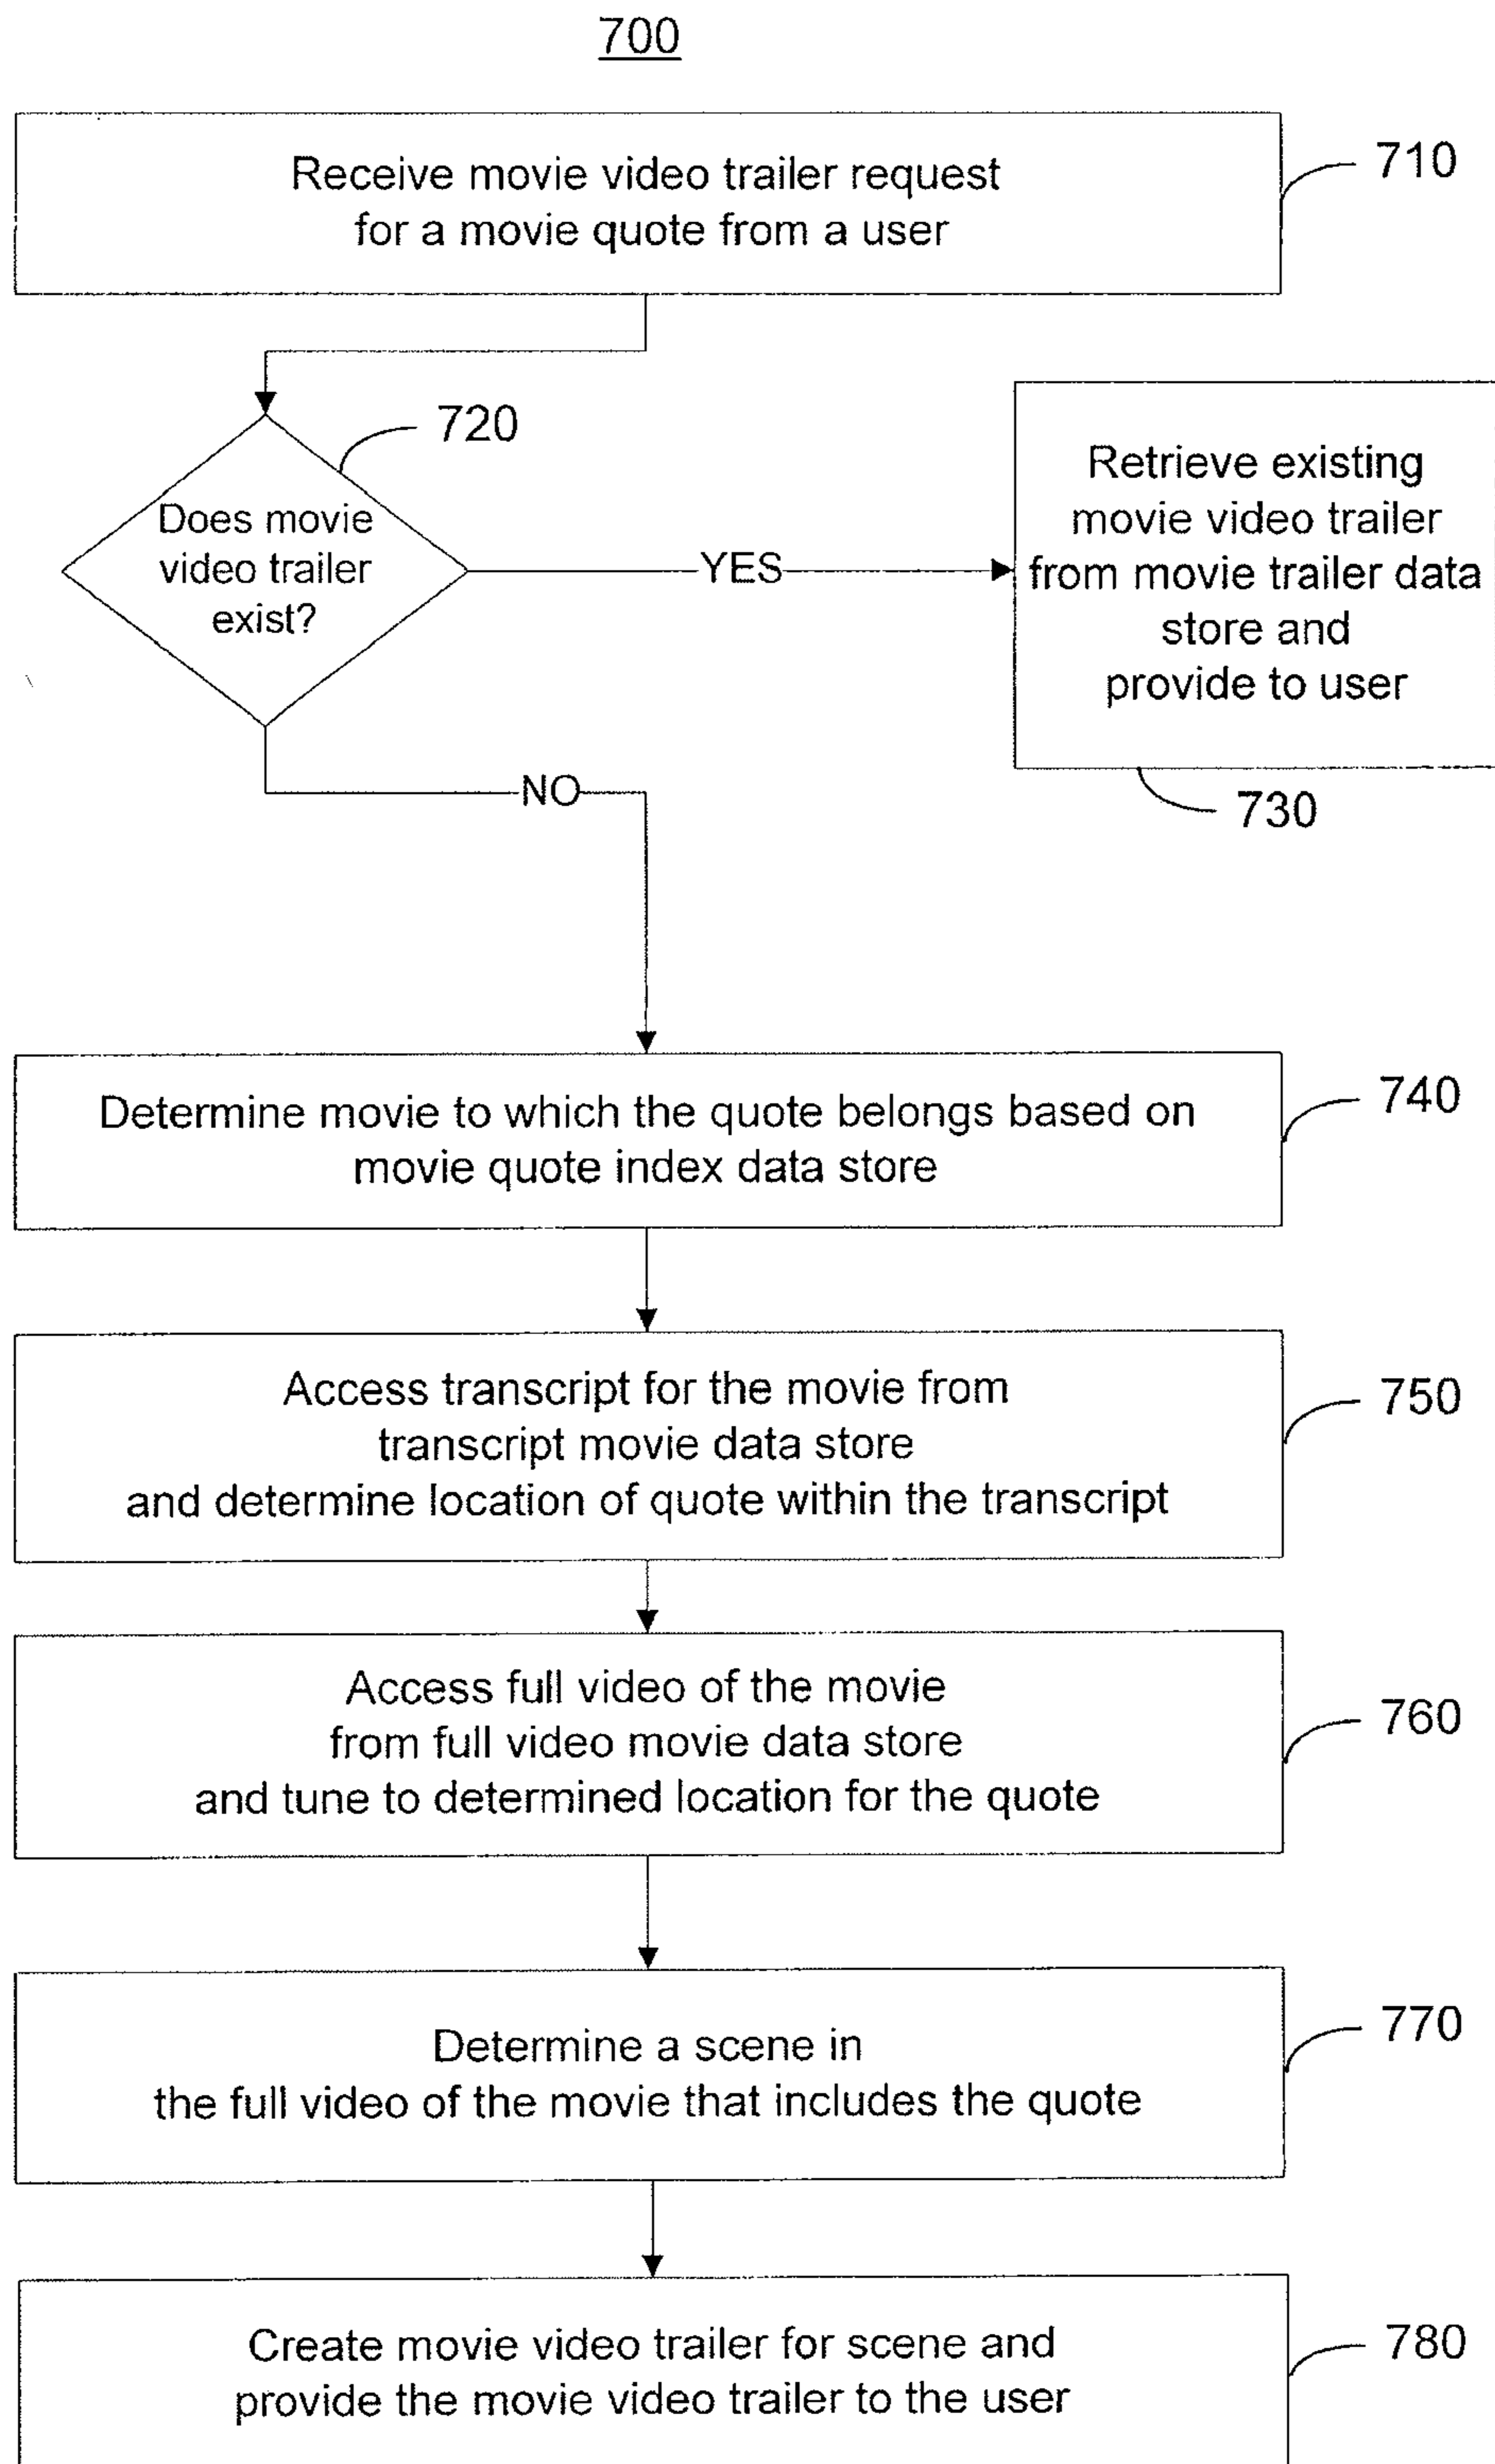 700
Receive movie video trailer request
for a movie quote from a user
710
720
Does movie
video trailer
exist?
YES
Retrieve existing
movie video trailer
from movie trailer data
store and
provide to user
730
NO
Determine movie to which the quote belongs based on
movie quote index data store
740
Access transcript for the movie from
transcript movie data store
and determine location of quote within the transcript
750
Access full video of the movie
from full video movie data store
and tune to determined location for the quote
760
Determine a scene in
the full video of the movie that includes the quote
770
Create movie video trailer for scene and
provide the movie video trailer to the user
780